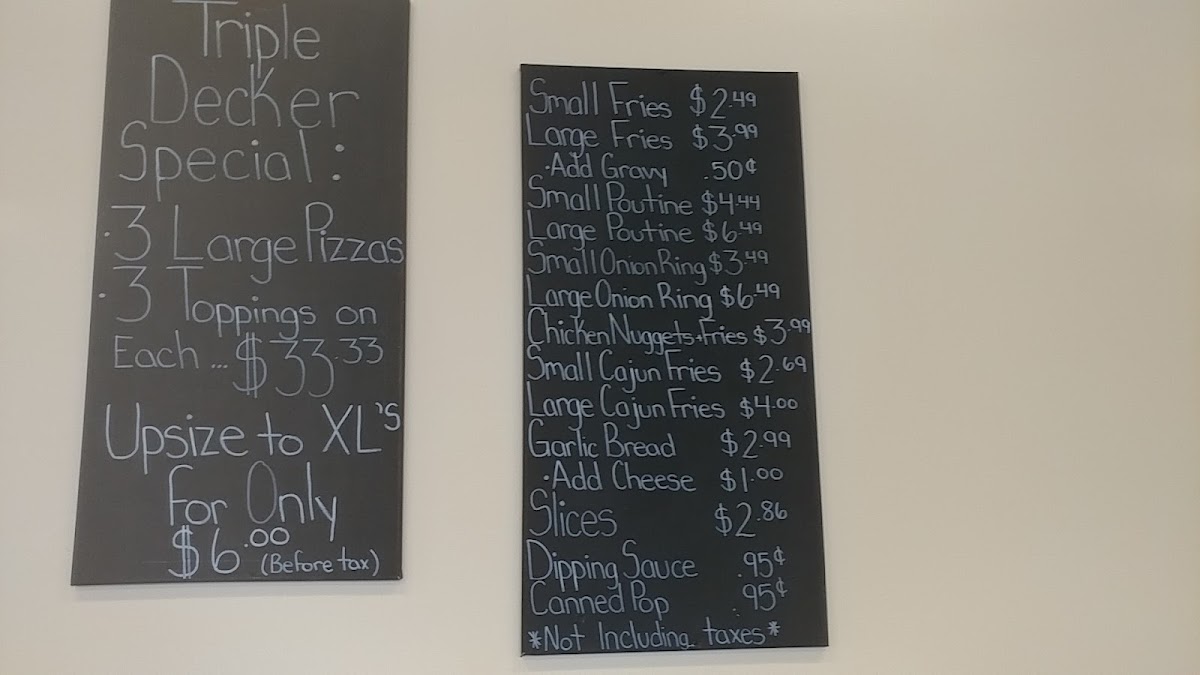 Triple
Decker
Special:
·3 Large Pizzas
·3 Toppings on
Each ... $33.33
Upsize to XL's
For Only
$6.00 (Before tax)
Small Fries $2.49
Large Fries $3.99
·Add Gravy .50¢
Small Poutine $4.44
Large Poutine $6.49
Small Onion Ring $3.49
Large Onion Ring $6.49
Chicken Nuggets+Fries $3.99
Small Cajun Fries $2.69
Large Cajun Fries $4.00
Garlic Bread $2.99
·Add Cheese $1.00
Slices $2.86
Dipping Sauce .95¢
Canned Pop .95¢
*Not Including taxes*